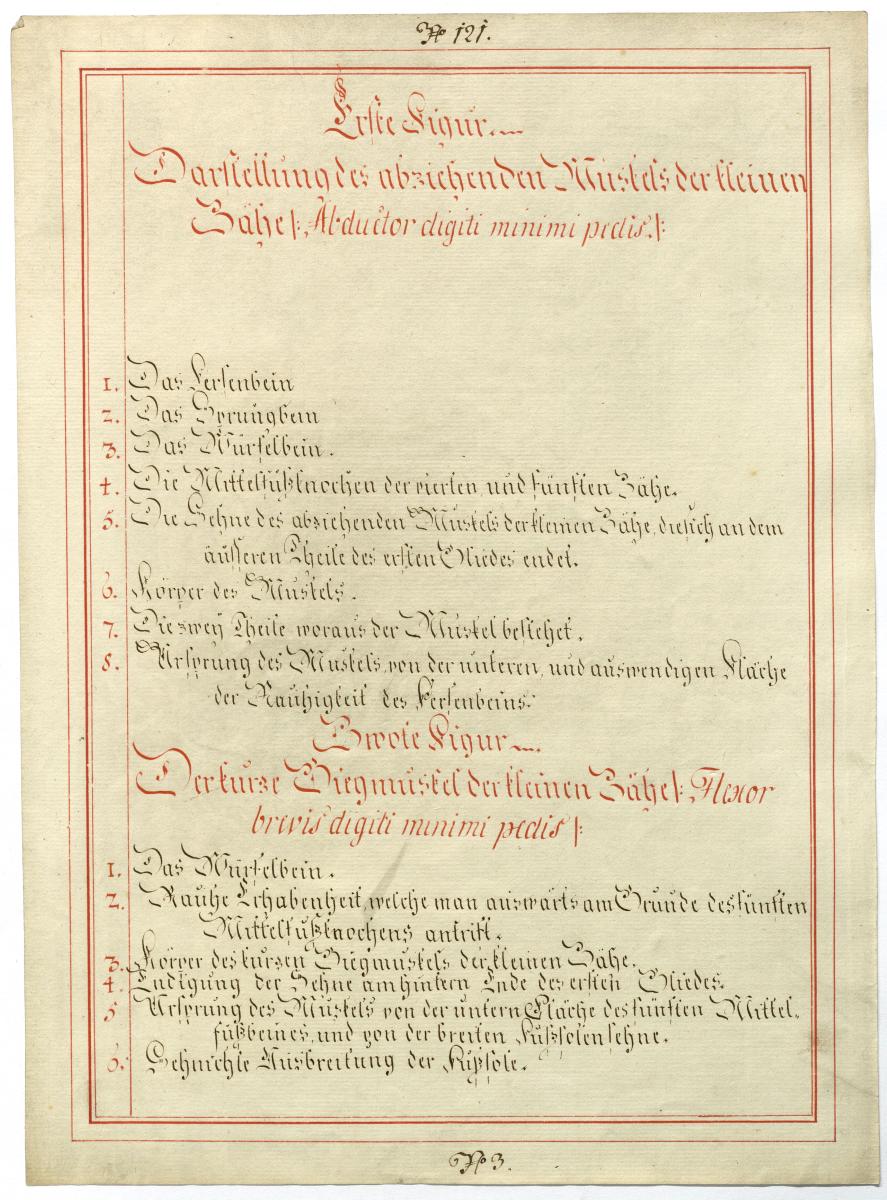 No 121.
Erste Figur.
Darstellung des abziehenden Muskels der kleinen
Zähe /: Abductor digiti minimi pedis. /:
1. Das Fersenbein
2. Das Sprungbein
3. Das Würfelbein.
4. Die Mittelfußknochen der vierten, und fünften Zähe.
5. Die Sehne des abziehenden Muskels der kleinen Zähe, die sich an dem
äusseren Theile des ersten Gliedes endet.
6. Körper des Muskels.
7. Die zwey Theile woraus der Muskel bestehet.
8. Ursprung des Muskels, von der unteren, und auswendigen Fläche
der Rauhigkeit des Fersenbeins.
Zwote Figur.
Der kurze Biegmuskel der kleinen Zähe /: Flexor
brevis digiti minimi pedis /:
1. Das Würfelbein.
2. Rauhe Erhabenheit, welche man auswärts am Grunde des fünften
Mittelfußknochens antrift.
3. Körper des kurzen Biegmuskels der kleinen Zähe.
4. Endigung der Sehne am hintern Ende des ersten Gliedes.
5 Ursprung des Muskels von der untern Fläche des fünften Mittel-
fußbeines, und von der breiten Fußsolensehne.
6. Sehnichte Ausbreitung der Fußsole.
No 3.